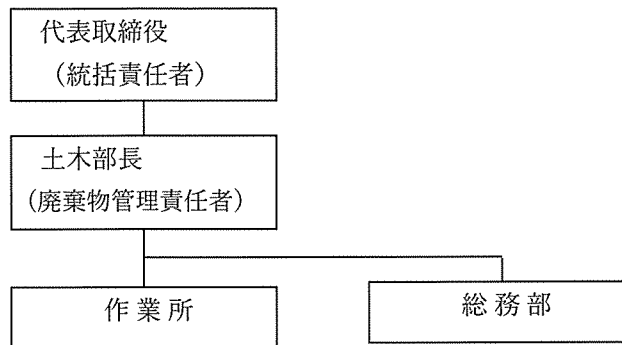 代表取締役
（統括責任者）
土木部長
（廃棄物管理責任者）
作業所
総務部